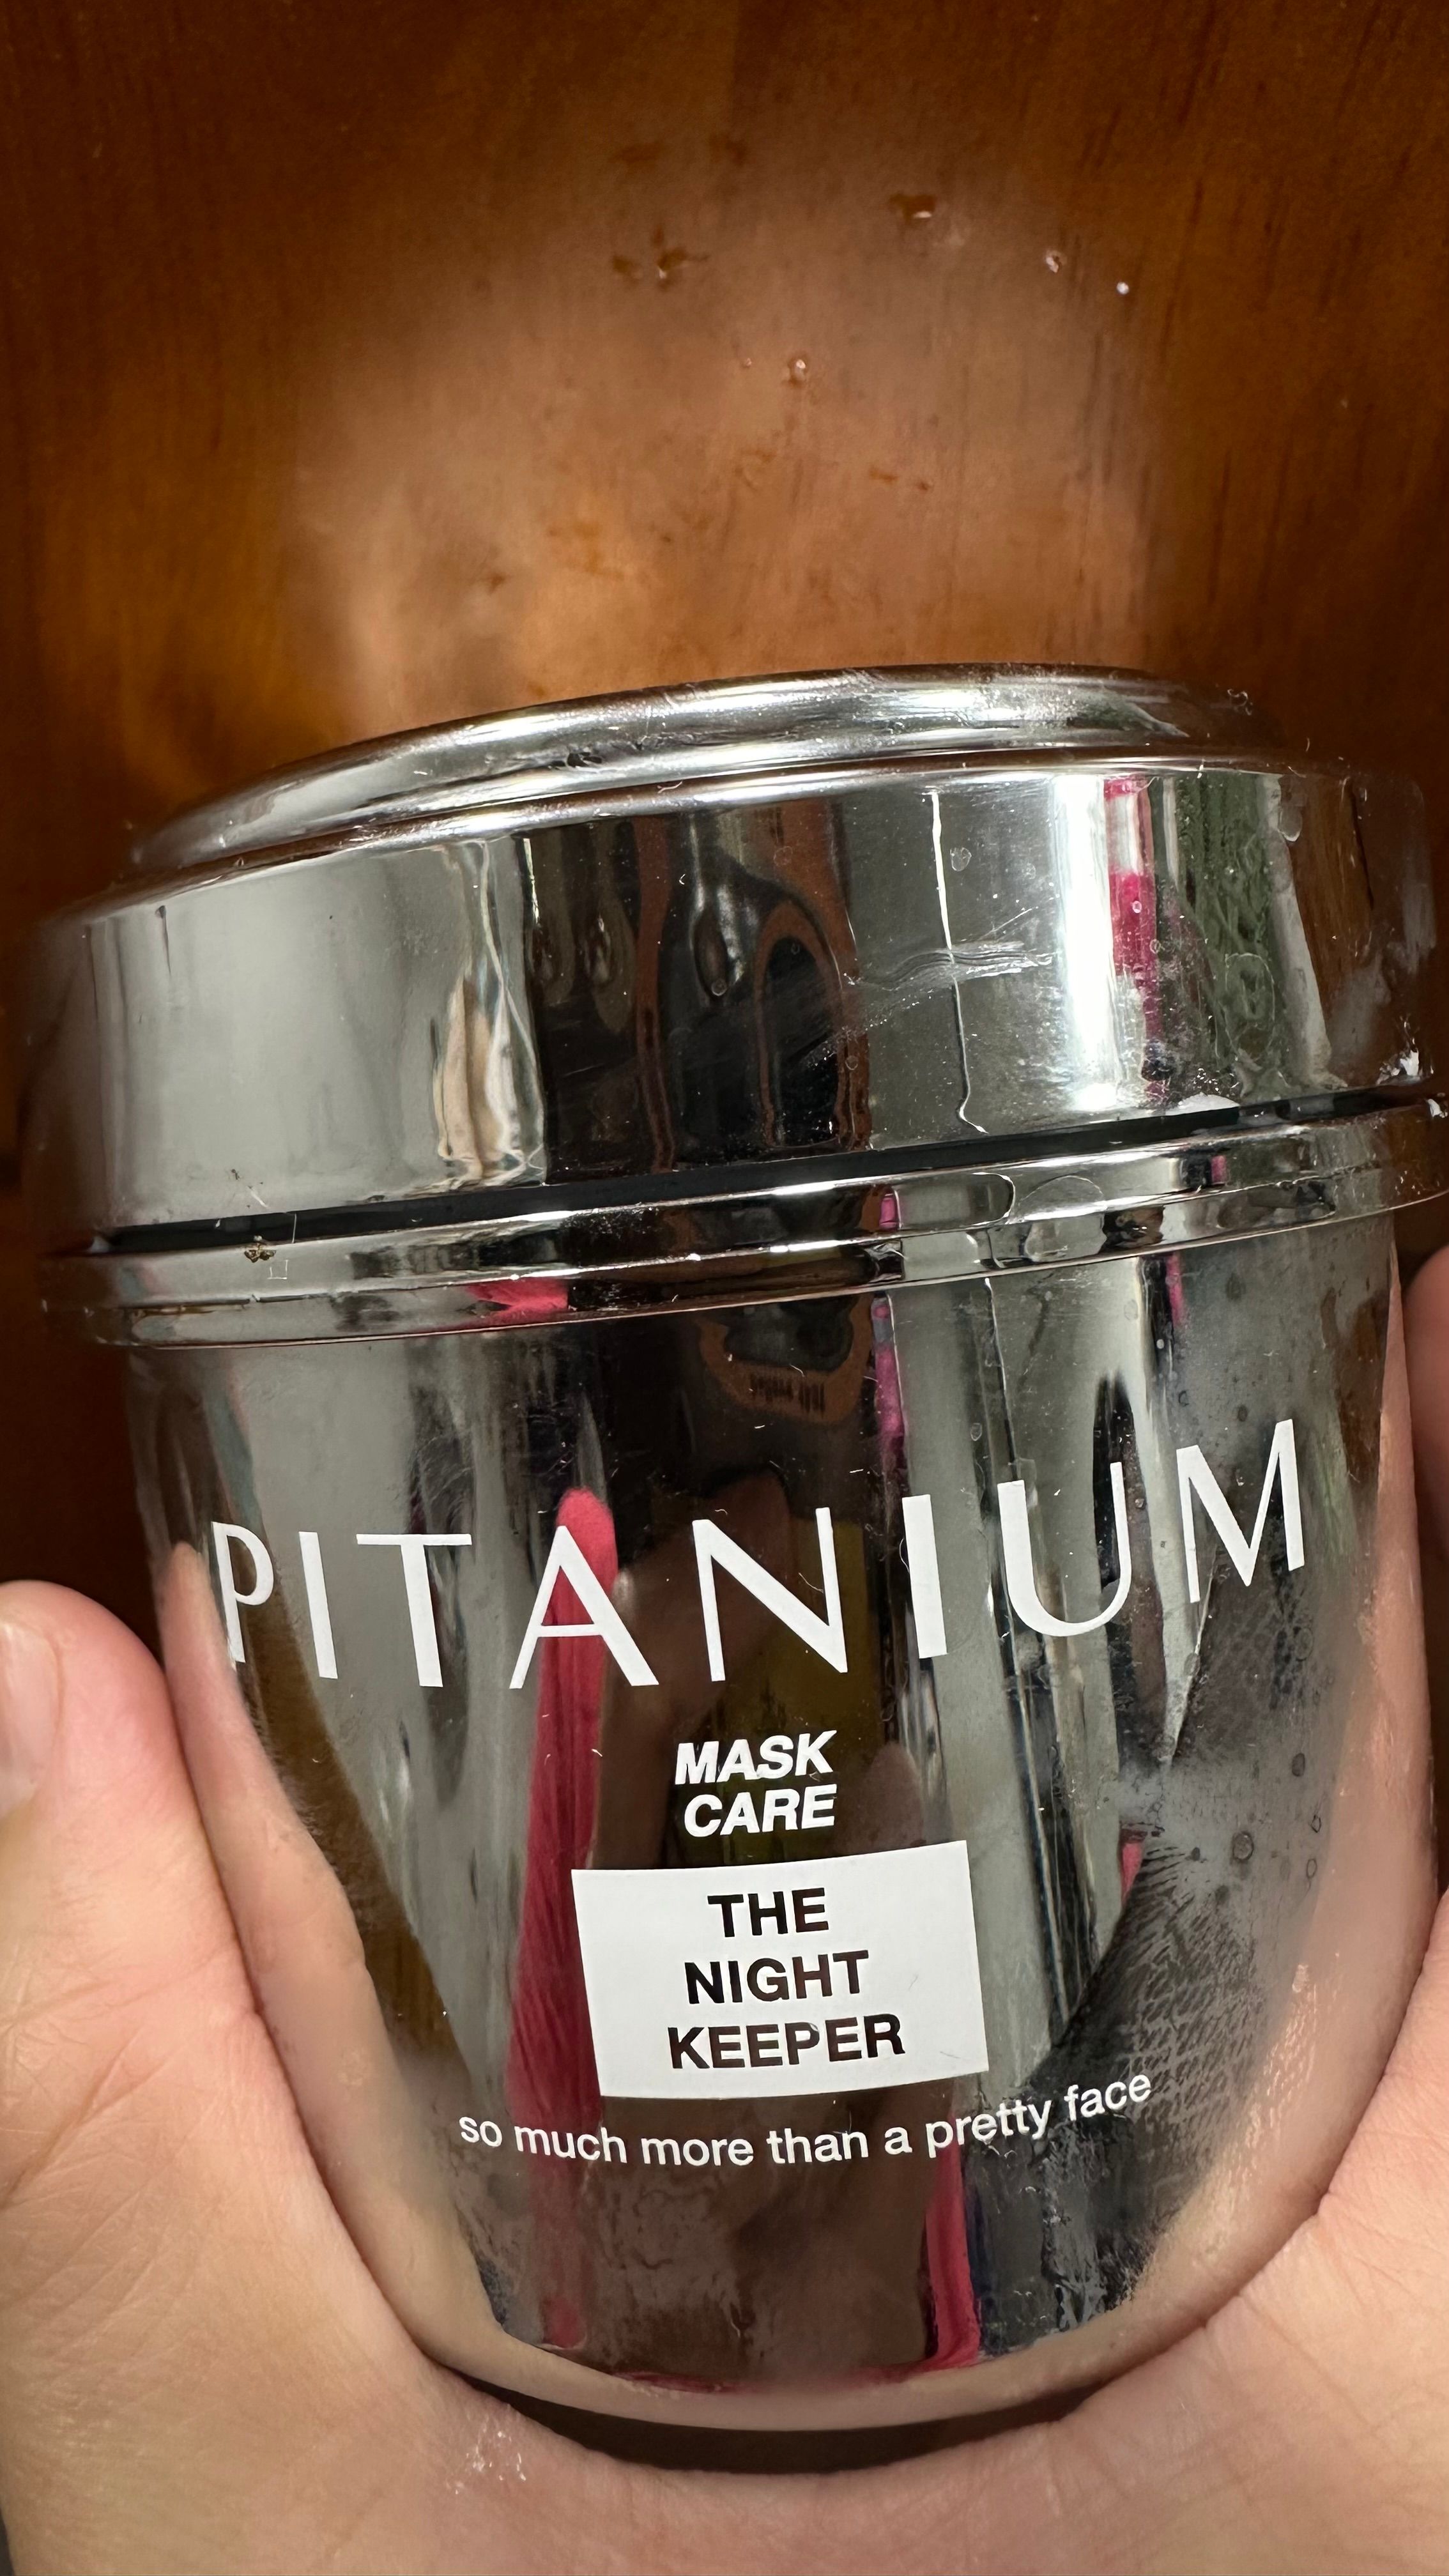 PITANIUM
MASK
CARE
THE
NIGHT
KEEPER
so much more than a pretty face